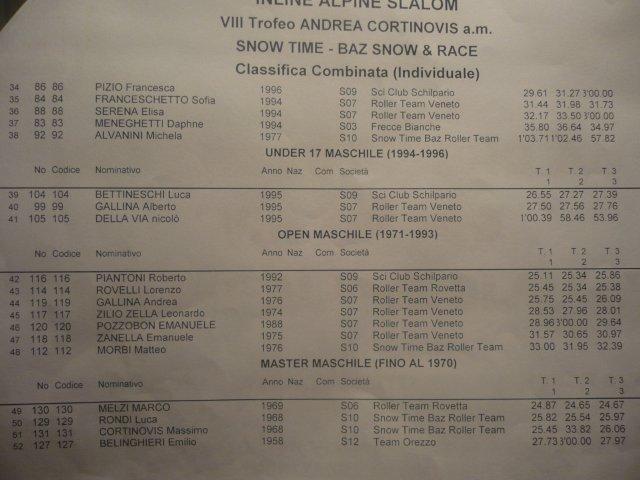 INLINE ALPINE SLALOM
VIII Trofeo ANDREA CORTINOVIS a.m.
SNOW TIME - BAZ SNOW & RACE
Classifica Combinata (Individuale)
34 86 86 PIZIO Francesca 1996 S09 Sci Club Schilpario 29.61 31.27 3'00.00
35 84 84 FRANCESCHETTO Sofia 1994 S07 Roller Team Veneto 31.44 31.98 31.73
36 88 88 SERENA Elisa 1994 S07 Roller Team Veneto 32.17 33.50 3'00.00
37 83 83 MENEGHETTI Daphne 1994 S03 Frecce Bianche 35.80 36.64 34.97
38 92 92 ALVANINI Michela 1977 S10 Snow Time Baz Roller Team 1'03.71 1'02.46 57.82
UNDER 17 MASCHILE (1994-1996)
No Codice Nominativo Anno Naz Com Società T. 1 T. 2 T. 3
1 2 3
39 104 104 BETTINESCHI Luca 1995 S09 Sci Club Schilpario 26.55 27.27 27.39
40 99 99 GALLINA Alberto 1995 S07 Roller Team Veneto 27.50 27.56 27.76
41 105 105 DELLA VIA nicolò 1995 S07 Roller Team Veneto 1'00.39 58.46 53.96
OPEN MASCHILE (1971-1993)
No Codice Nominativo Anno Naz Com Società T. 1 T. 2 T. 3
1 2 3
42 116 116 PIANTONI Roberto 1992 S09 Sci Club Schilpario 25.11 25.34 25.86
43 114 114 ROVELLI Lorenzo 1977 S06 Roller Team Rovetta 25.45 25.34 25.38
44 119 119 GALLINA Andrea 1976 S07 Roller Team Veneto 25.75 25.45 26.09
45 117 117 ZILIO ZELLA Leonardo 1974 S07 Roller Team Veneto 28.53 27.96 28.01
46 120 120 POZZOBON EMANUELE 1988 S07 Roller Team Veneto 28.96 3'00.00 29.64
47 118 118 ZANELLA Emanuele 1975 S07 Roller Team Veneto 31.57 30.65 30.97
48 112 112 MORBI Matteo 1976 S10 Snow Time Baz Roller Team 33.00 31.95 32.39
MASTER MASCHILE (FINO AL 1970)
No Codice Nominativo Anno Naz Com Società T. 1 T. 2 T. 3
1 2 3
49 130 130 MELZI MARCO 1969 S06 Roller Team Rovetta 24.87 24.65 24.67
50 129 129 RONDI Luca 1968 S10 Snow Time Baz Roller Team 25.82 25.54 25.97
51 131 131 CORTINOVIS Massimo 1968 S10 Snow Time Baz Roller Team 25.45 33.82 26.06
52 127 127 BELINGHIERI Emilio 1958 S12 Team Orezzo 27.73 3'00.00 27.97